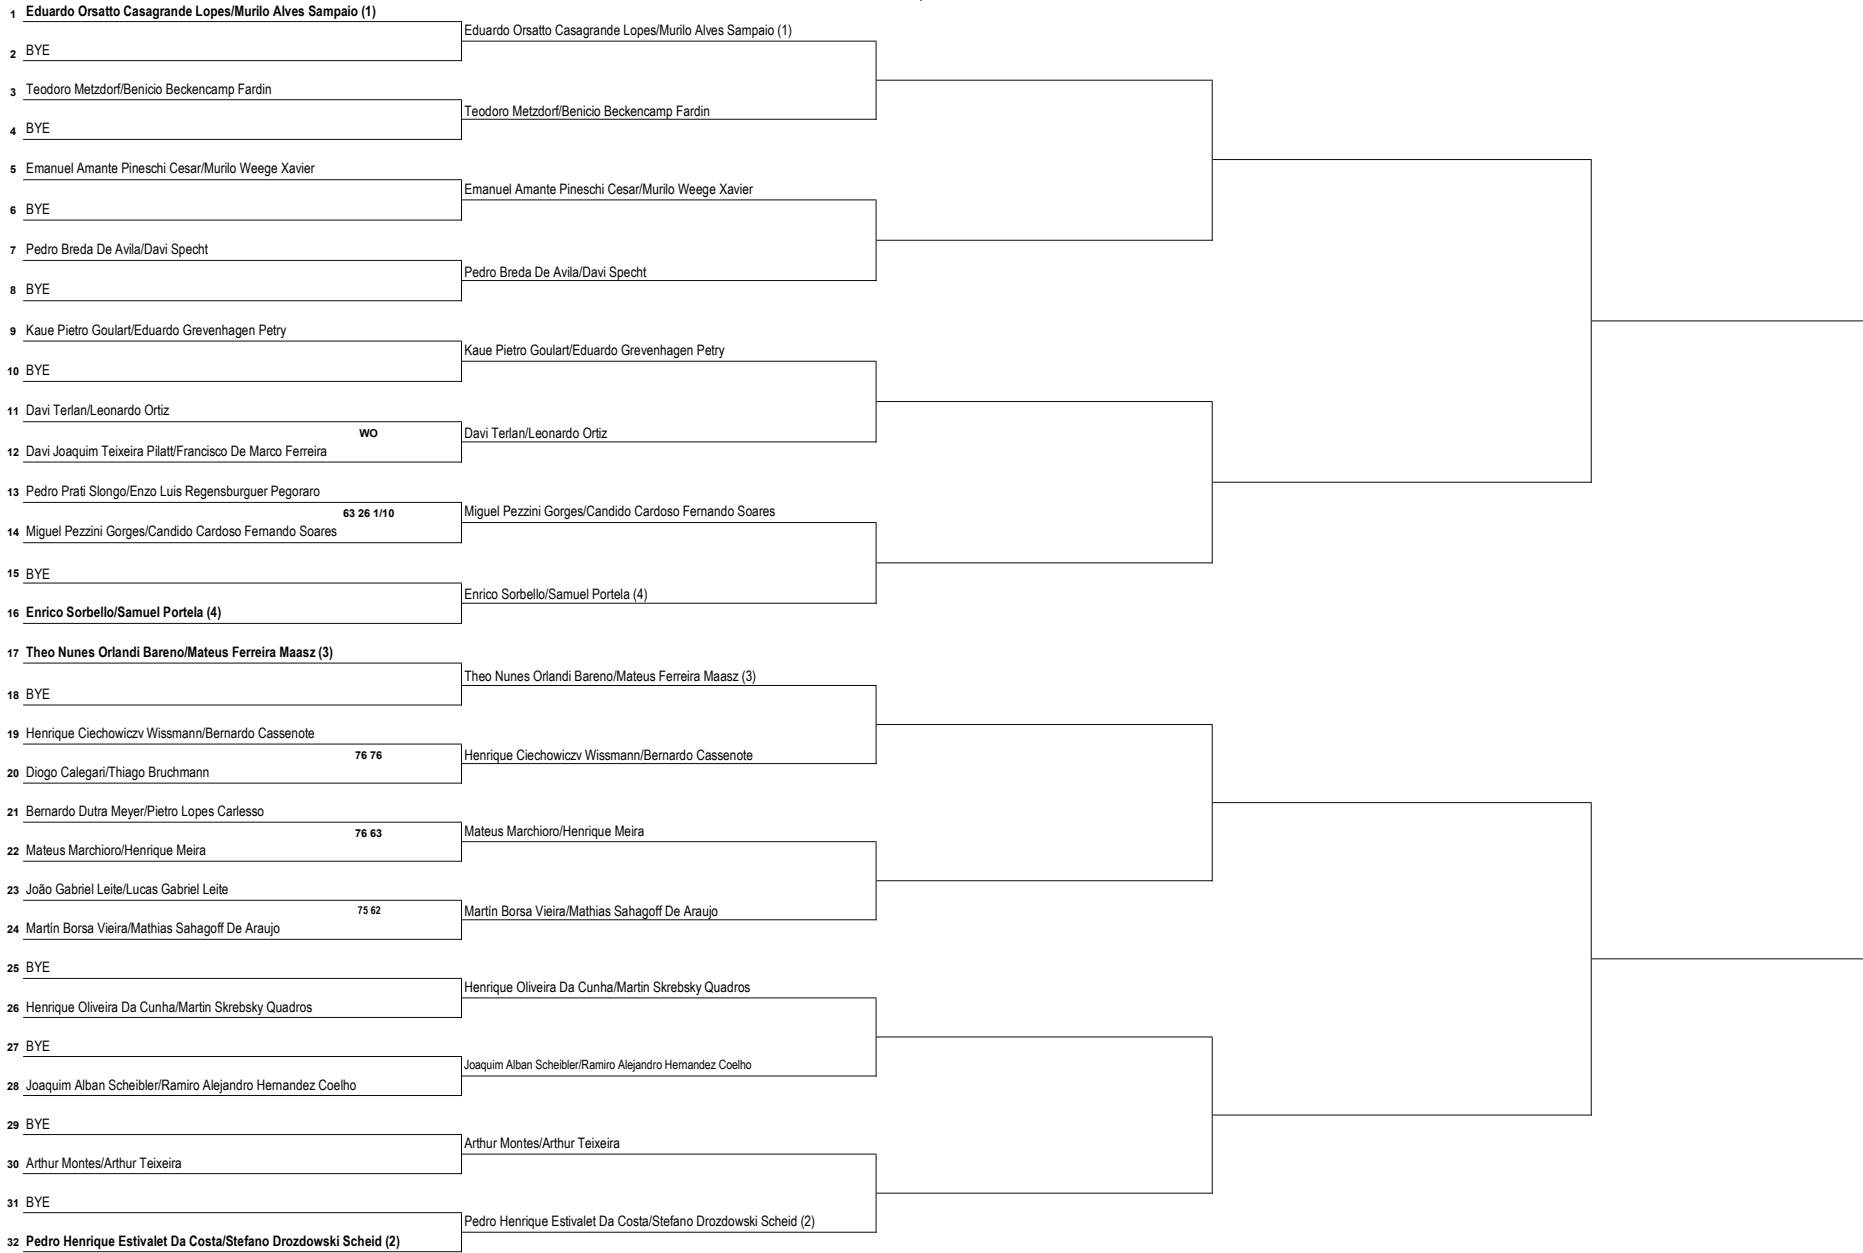 1 Eduardo Orsatto Casagrande Lopes/Murilo Alves Sampaio (1)
Eduardo Orsatto Casagrande Lopes/Murilo Alves Sampaio (1)
2 BYE
3 Teodoro Metzdorf/Benicio Beckencamp Fardin
Teodoro Metzdorf/Benicio Beckencamp Fardin
4 BYE
5 Emanuel Amante Pineschi Cesar/Murilo Weege Xavier
Emanuel Amante Pineschi Cesar/Murilo Weege Xavier
6 BYE
7 Pedro Breda De Avila/Davi Specht
Pedro Breda De Avila/Davi Specht
8 BYE
9 Kaue Pietro Goulart/Eduardo Grevenhagen Petry
Kaue Pietro Goulart/Eduardo Grevenhagen Petry
10 BYE
11 Davi Terlan/Leonardo Ortiz
WO
Davi Terlan/Leonardo Ortiz
12 Davi Joaquim Teixeira Pilatt/Francisco De Marco Ferreira
13 Pedro Prati Slongo/Enzo Luis Regensburguer Pegoraro
63 26 1/10
Miguel Pezzini Gorges/Candido Cardoso Fernando Soares
14 Miguel Pezzini Gorges/Candido Cardoso Fernando Soares
15 BYE
Enrico Sorbello/Samuel Portela (4)
16 Enrico Sorbello/Samuel Portela (4)
17 Theo Nunes Orlandi Bareno/Mateus Ferreira Maasz (3)
Theo Nunes Orlandi Bareno/Mateus Ferreira Maasz (3)
18 BYE
19 Henrique Ciechowiczv Wissmann/Bernardo Cassenote
76 76
Henrique Ciechowiczv Wissmann/Bernardo Cassenote
20 Diogo Calegari/Thiago Bruchmann
21 Bernardo Dutra Meyer/Pietro Lopes Carlesso
76 63
Mateus Marchioro/Henrique Meira
22 Mateus Marchioro/Henrique Meira
23 João Gabriel Leite/Lucas Gabriel Leite
75 62
Martín Borsa Vieira/Mathias Sahagoff De Araujo
24 Martín Borsa Vieira/Mathias Sahagoff De Araujo
25 BYE
Henrique Oliveira Da Cunha/Martin Skrebsky Quadros
26 Henrique Oliveira Da Cunha/Martin Skrebsky Quadros
27 BYE
Joaquim Alban Scheibler/Ramiro Alejandro Hernandez Coelho
28 Joaquim Alban Scheibler/Ramiro Alejandro Hernandez Coelho
29 BYE
Arthur Montes/Arthur Teixeira
30 Arthur Montes/Arthur Teixeira
31 BYE
Pedro Henrique Estivalet Da Costa/Stefano Drozdowski Scheid (2)
32 Pedro Henrique Estivalet Da Costa/Stefano Drozdowski Scheid (2)